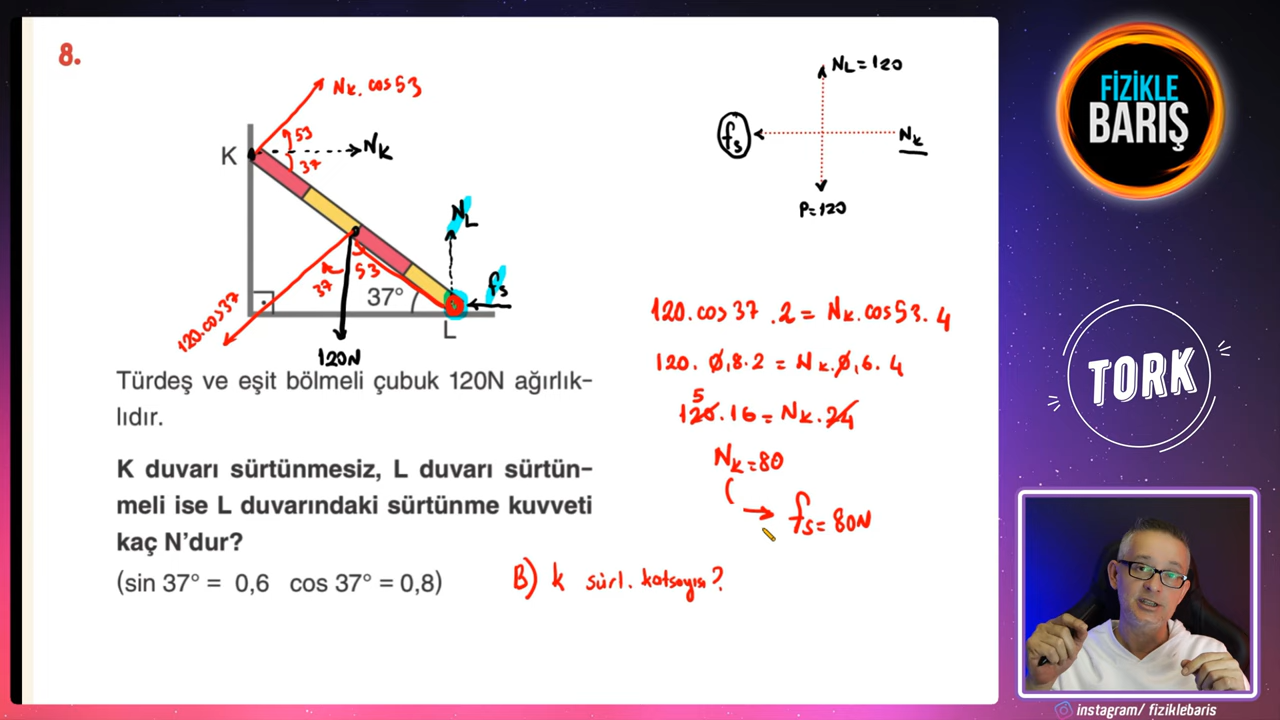 8.
Nₖ. cos53
53
37
K
Nₖ
N_L
fₛ
53
37
37°
L
120.cos37
120N
N_L = 120
fₛ
Nₖ
P=120
Türdeş ve eşit bölmeli çubuk 120N ağırlık-
lıdır.
K duvarı sürtünmesiz, L duvarı sürtün-
meli ise L duvarındaki sürtünme kuvveti
kaç N'dur?
(sin 37° = 0,6 cos 37° = 0,8)
120.cos37 .2 = Nₖ.cos53.4
120. 0,8.2 = Nₖ.0,6.4
5
120.16 = Nₖ.24
Nₖ=80
fₛ= 80N
B) k sürt. katsayısı?
FİZİKLE
BARIŞ
TORK
instagram/ fiziklebaris